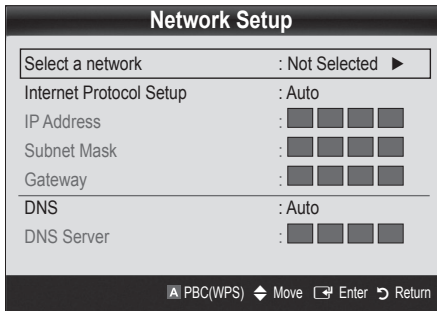 Network Setup
Select a network : Not Selected ►
Internet Protocol Setup : Auto
IP Address :
Subnet Mask :
Gateway :
DNS : Auto
DNS Server :
A PBC(WPS) Move Enter Return